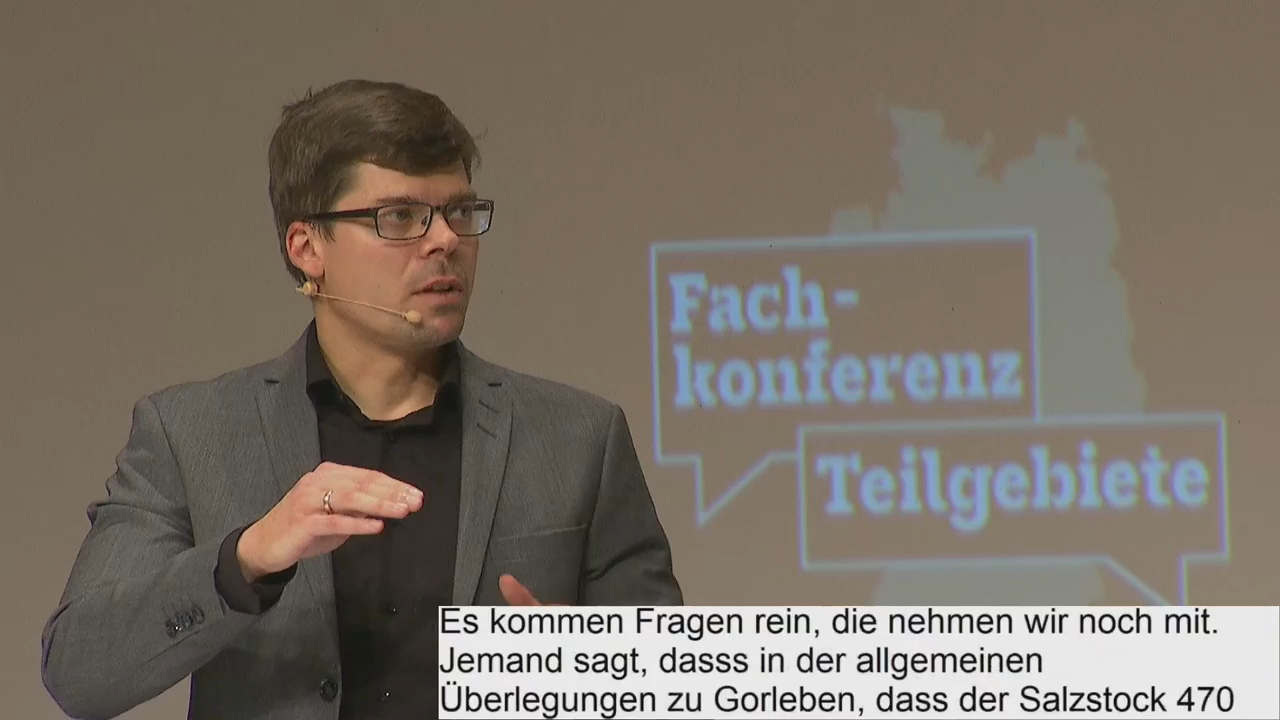 Fach-
konferenz
Teilgebiete
Es kommen Fragen rein, die nehmen wir noch mit.
Jemand sagt, dasss in der allgemeinen
Überlegungen zu Gorleben, dass der Salzstock 470